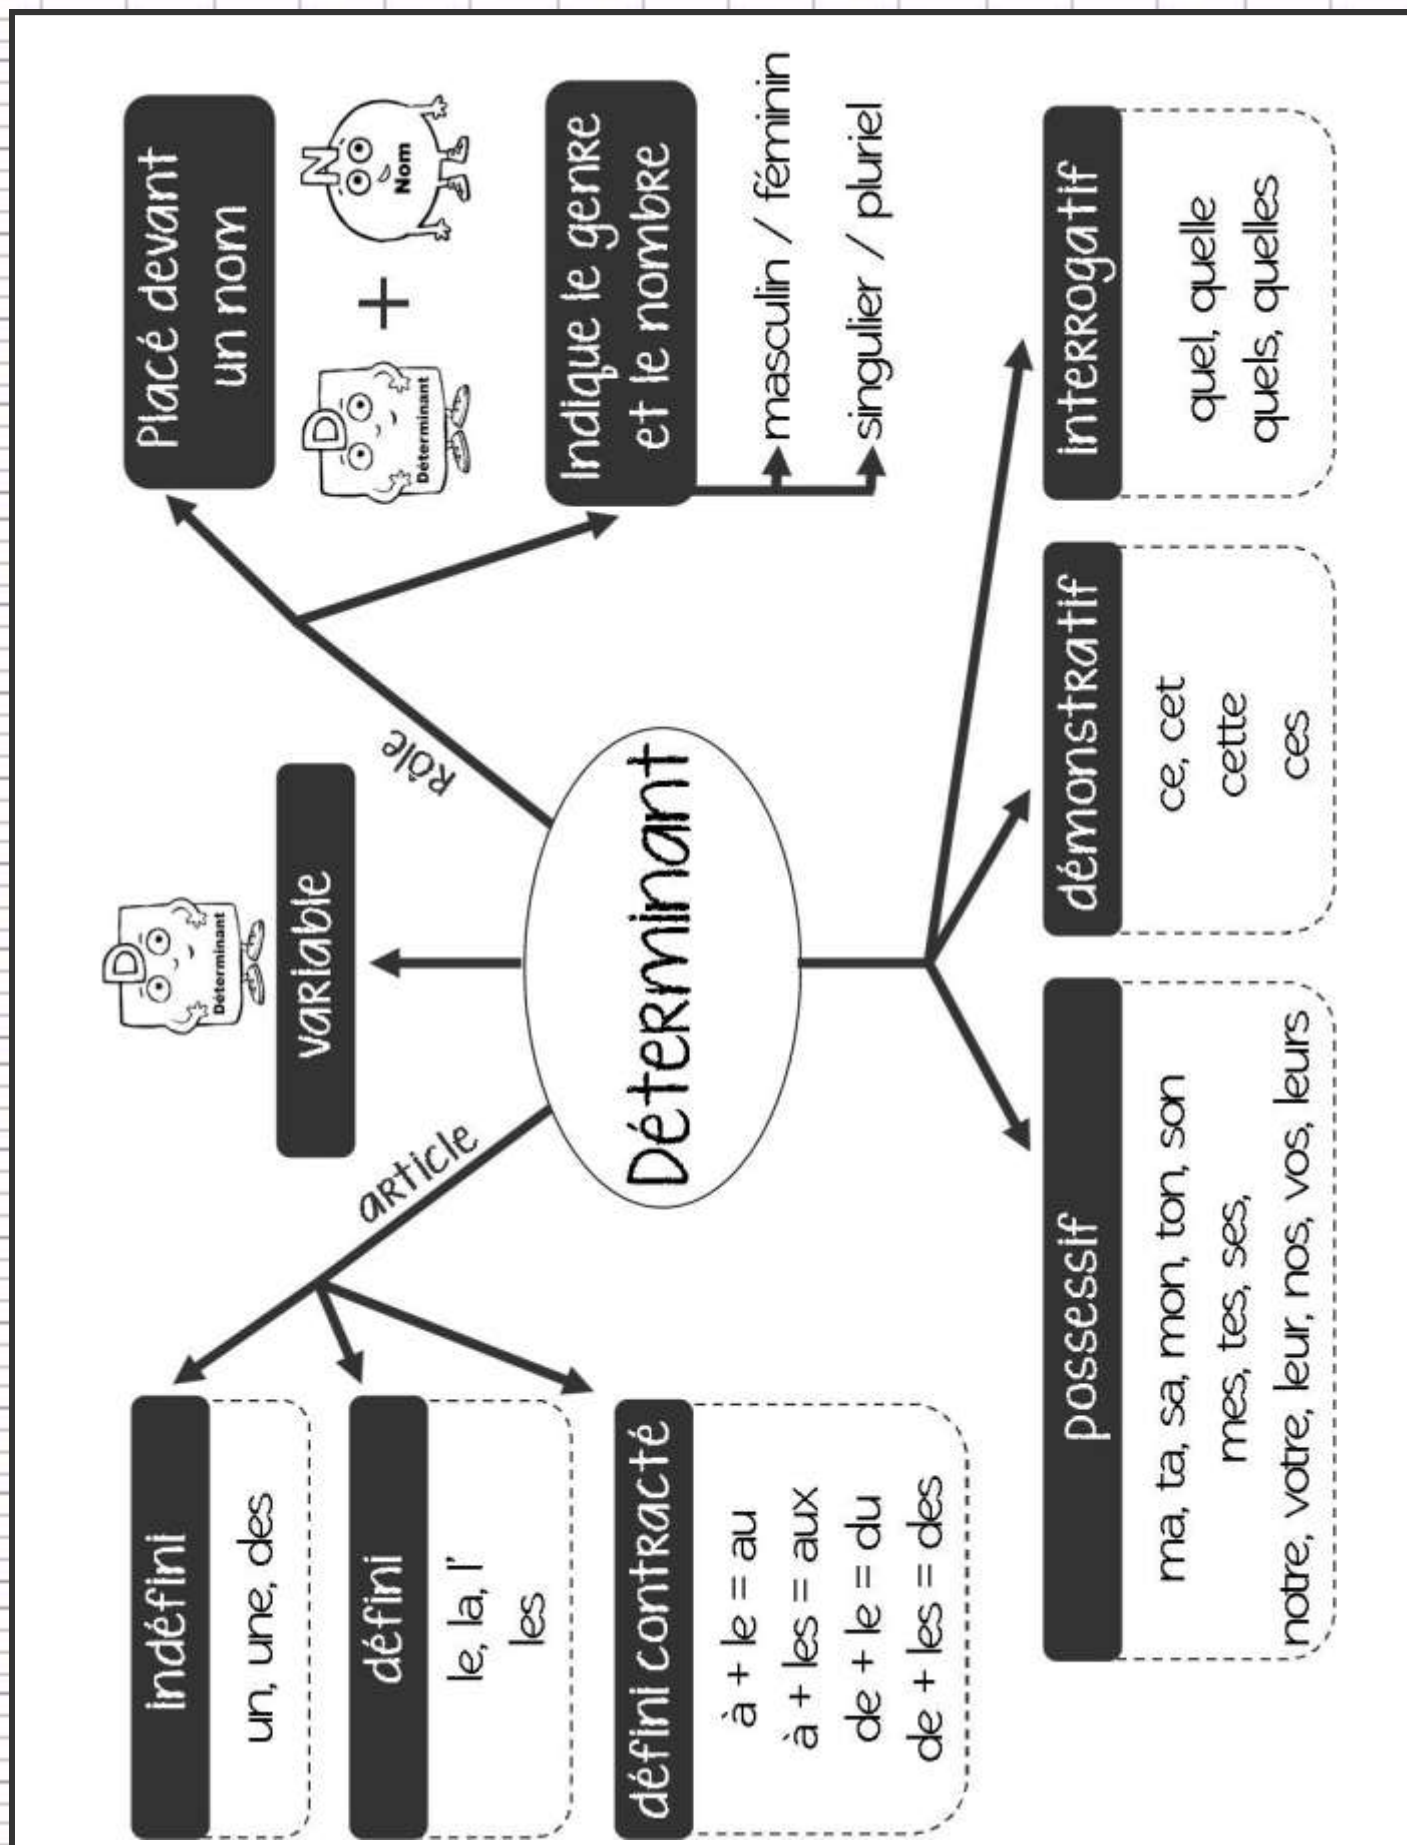 D
Déterminant
variable
article
Rôle
Déterminant
indéfini
un, une, des
défini
le, la, l'
les
défini contracté
à + le = au
à + les = aux
de + le = du
de + les = des
Placé devant
un nom
D
Déterminant
+
N
Nom
Indique le genre
et le nombre
masculin / féminin
singulier / pluriel
possessif
ma, ta, sa, mon, ton, son
mes, tes, ses,
notre, votre, leur, nos, vos, leurs
démonstratif
ce, cet
cette
ces
interrogatif
quel, quelle
quels, quelles